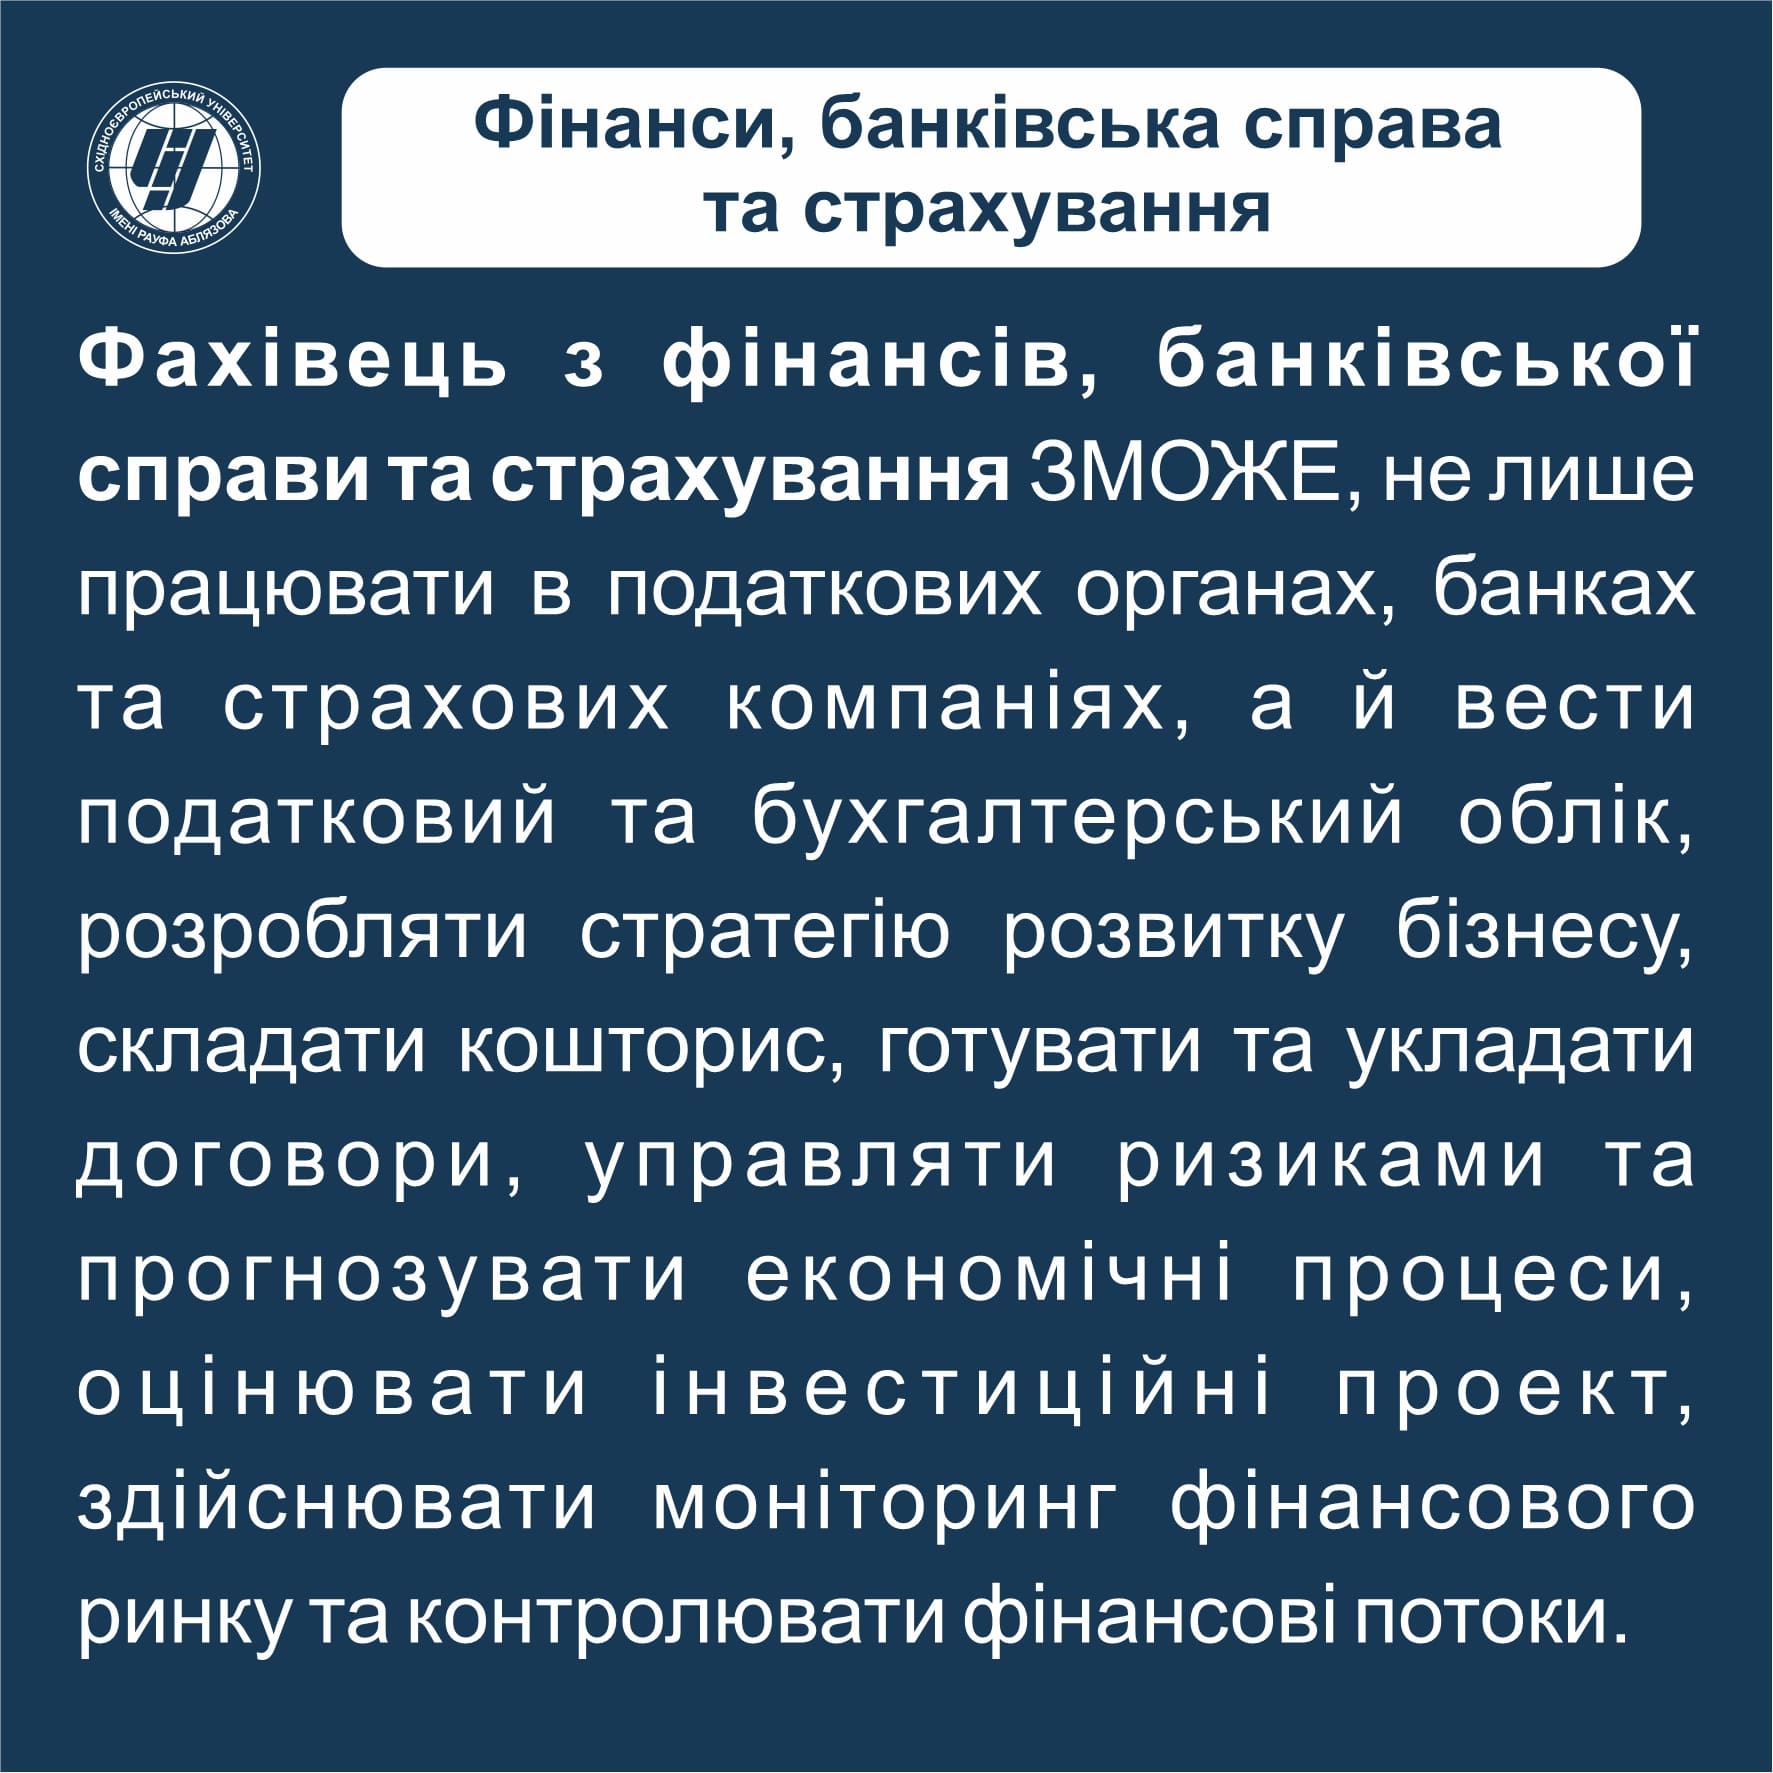 СХІДНОЄВРОПЕЙСЬКИЙ УНІВЕРСИТЕТ
ІМЕНІ РАУФА АБЛЯЗОВА
Фінанси, банківська справа
та страхування
Фахівець з фінансів, банківської
справи та страхування ЗМОЖЕ, не лише
працювати в податкових органах, банках
та страхових компаніях, а й вести
податковий та бухгалтерський облік,
розробляти стратегію розвитку бізнесу,
складати кошторис, готувати та укладати
договори, управляти ризиками та
прогнозувати економічні процеси,
оцінювати інвестиційні проект,
здійснювати моніторинг фінансового
ринку та контролювати фінансові потоки.